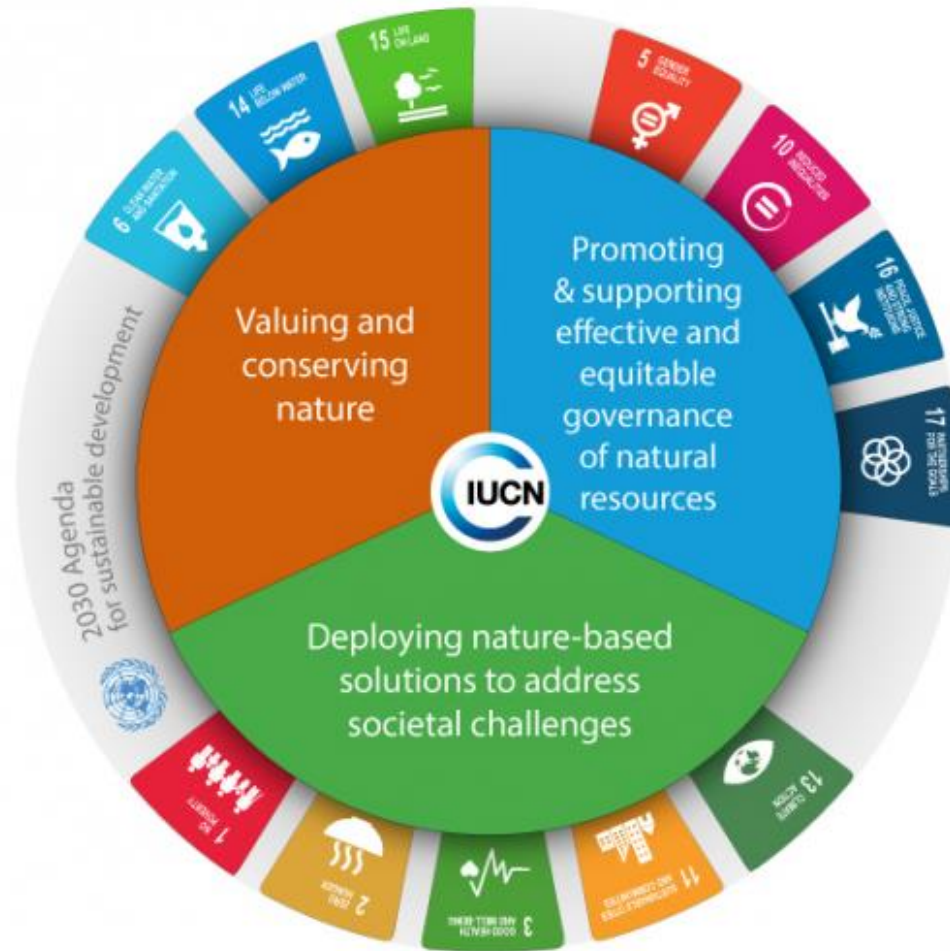 15 LIFE
ON LAND
14 LIFE
BELOW WATER
6 CLEAN WATER
AND SANITATION
5 GENDER
EQUALITY
10 REDUCED
INEQUALITIES
16 PEACE, JUSTICE
AND STRONG
INSTITUTIONS
17 PARTNERSHIPS
FOR THE GOALS
Valuing and
conserving
nature
Promoting
& supporting
effective and
equitable
governance
of natural
resources
IUCN
2030 Agenda
for sustainable development
Deploying nature-based
solutions to address
societal challenges
1 NO
POVERTY
2 ZERO
HUNGER
3 GOOD HEALTH
AND WELL-BEING
11 SUSTAINABLE CITIES
AND COMMUNITIES
13 CLIMATE
ACTION